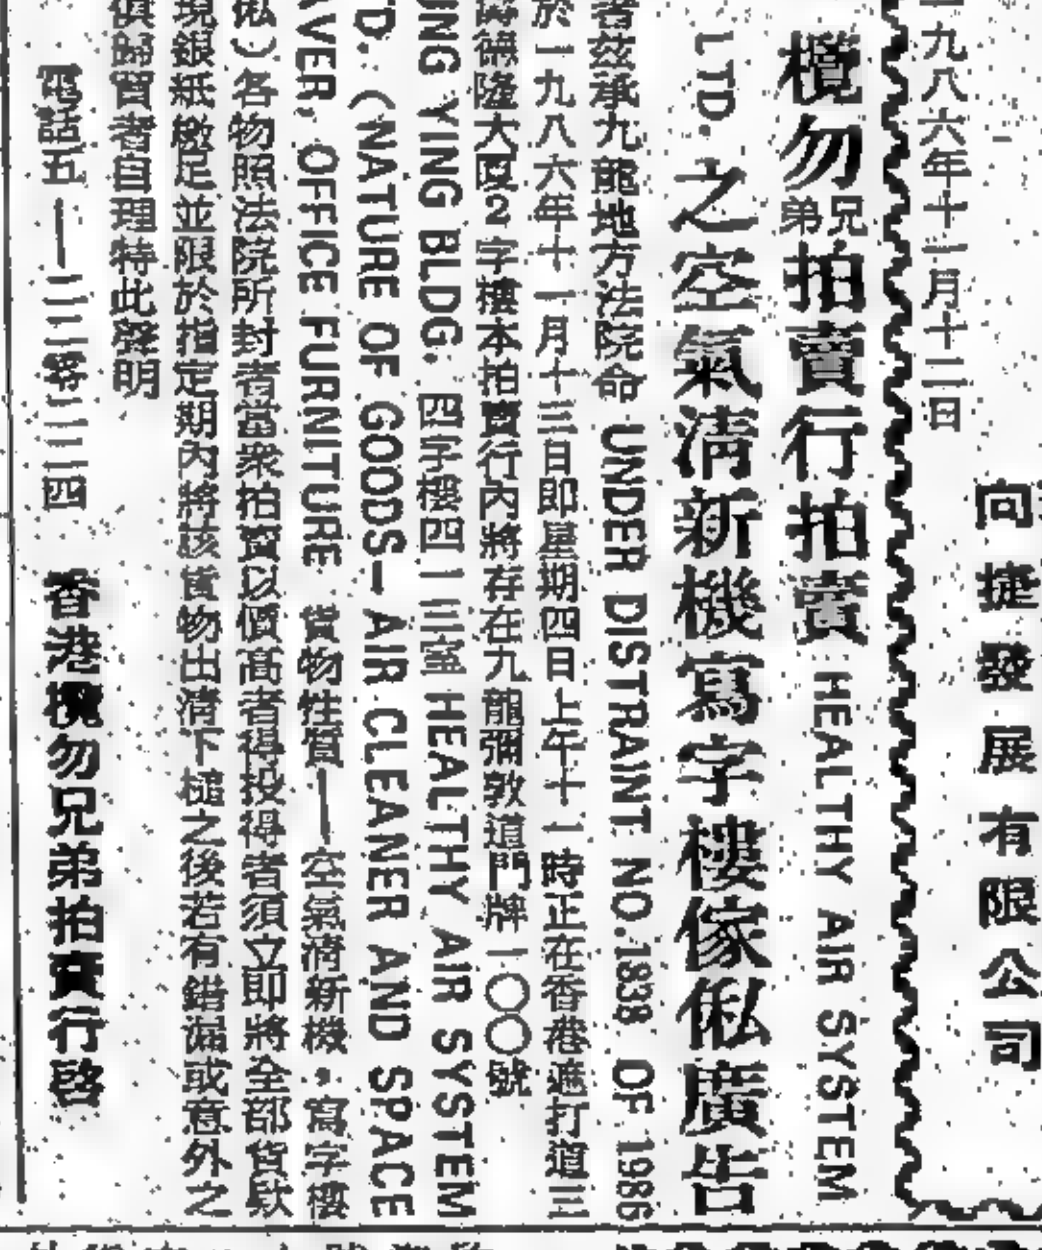 一九八六年十一月十二日
向捷發展有限公司
欖勿兄弟拍賣行拍賣 HEALTHY AIR SYSTEM
LTD. 之空氣清新機寫字樓傢俬廣告
者茲承九龍地方法院命 UNDER DISTRAINT NO.1838 OF 1986
於一九八六年十一月十三日即星期四日上午十一時正在香港遮打道三
德隆大厦2字樓本拍賣行內將存在九龍彌敦道門牌一〇〇號
UNG YING BLDG. 四字樓四一三室 HEALTHY AIR SYSTEM
TD. (NATURE OF GOODS— AIR CLEANER AND SPACE
AVER, OFFICE FURNITURE 貨物性質—空氣清新機・寫字樓
俬)各物照法院所封者當衆拍賣以價高者得投得者須立即將全部貨欵
現銀紙繳足並限於指定期內將該貨物出清下槌之後若有錯漏或意外之
俱歸買者自理特此聲明
電話五—二二零二二四 香港欖勿兄弟拍賣行啓